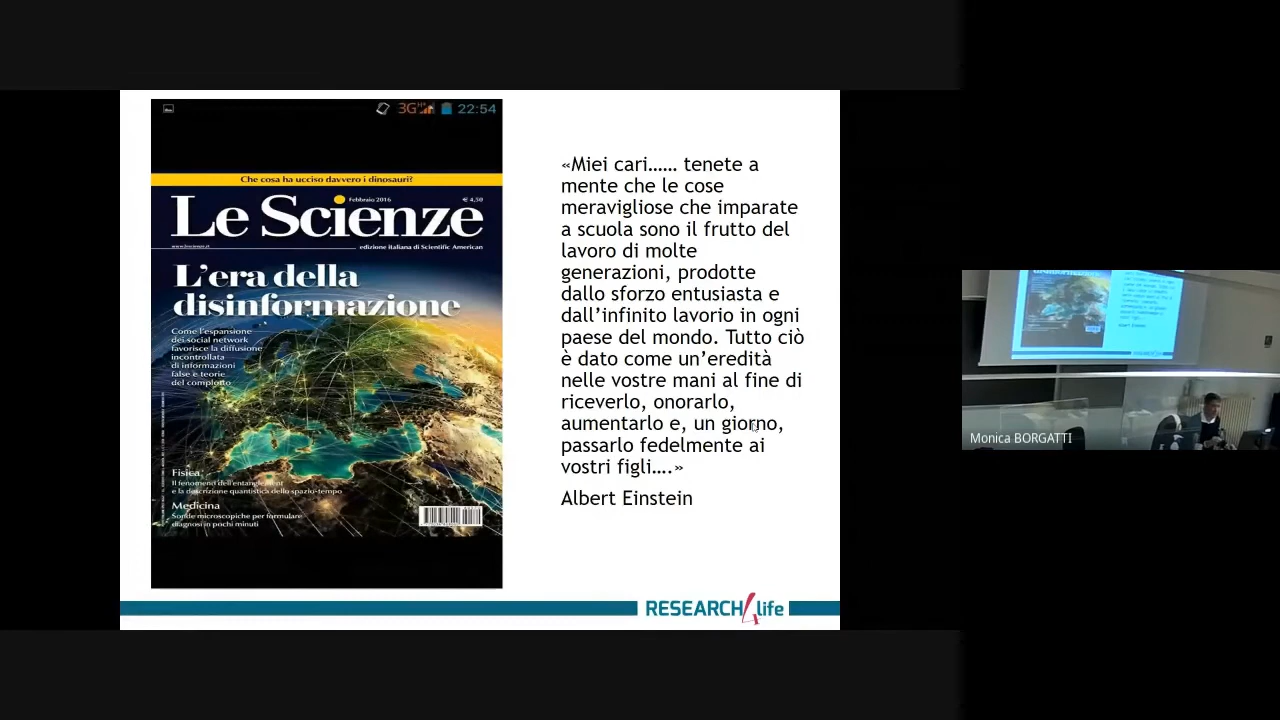 3G 22:54
Che cosa ha ucciso davvero i dinosauri?
Febbraio 2016
€ 4,50
Le Scienze
edizione italiana di Scientific American
L'era della
disinformazione
Come l'espansione
dei social network
favorisce la diffusione
incontrollata
di informazioni
false e teorie
del complotto
Fisica
Il fenomeno dell'entanglement
e la descrizione quantistica dello spazio-tempo
Medicina
Sonde microscopiche per formulare
diagnosi in pochi minuti
«Miei cari...... tenete a
mente che le cose
meravigliose che imparate
a scuola sono il frutto del
lavoro di molte
generazioni, prodotte
dallo sforzo entusiasta e
dall'infinito lavorio in ogni
paese del mondo. Tutto ciò
è dato come un'eredità
nelle vostre mani al fine di
riceverlo, onorarlo,
aumentarlo e, un giorno,
passarlo fedelmente ai
vostri figli....»
Albert Einstein
RESEARCH4life
Monica BORGATTI